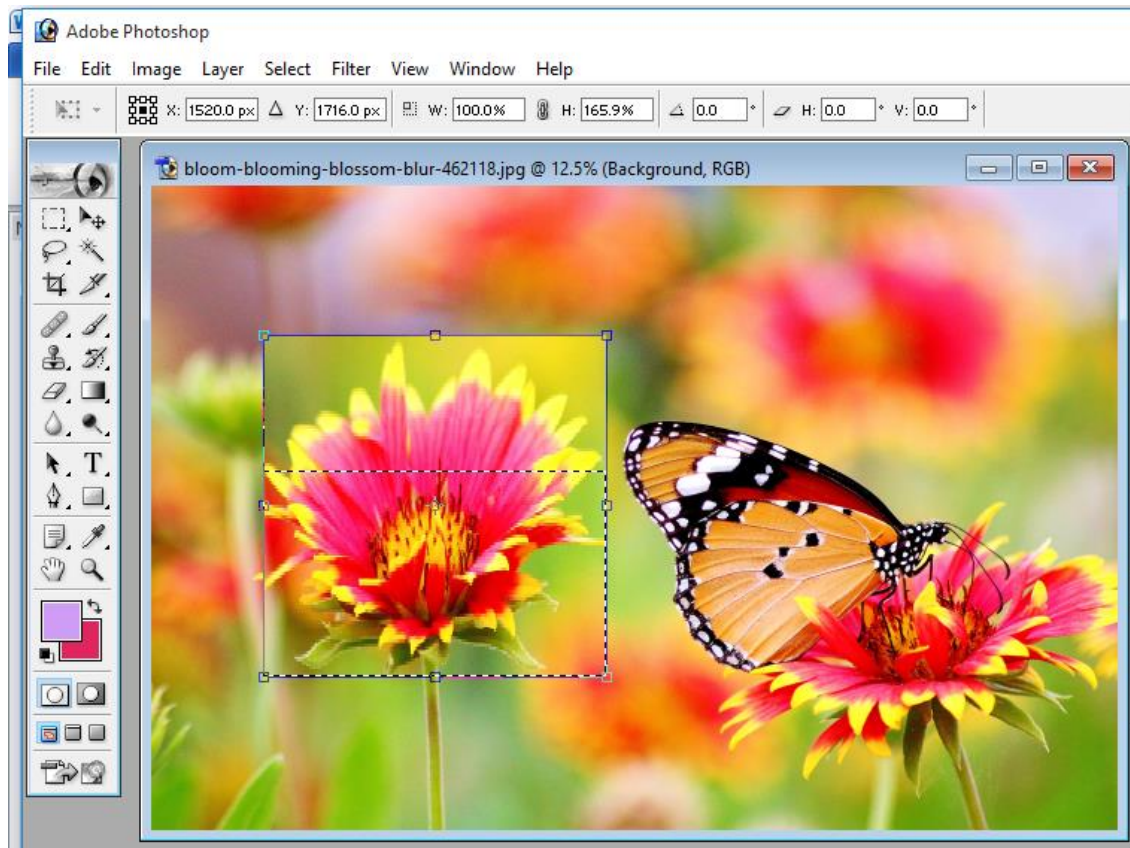 Adobe Photoshop
File Edit Image Layer Select Filter View Window Help
X: 1520.0 px Δ Y: 1716.0 px W: 100.0% H: 165.9% 0.0 ° H: 0.0 ° V: 0.0 °
bloom-blooming-blossom-blur-462118.jpg @ 12.5% (Background, RGB)
T